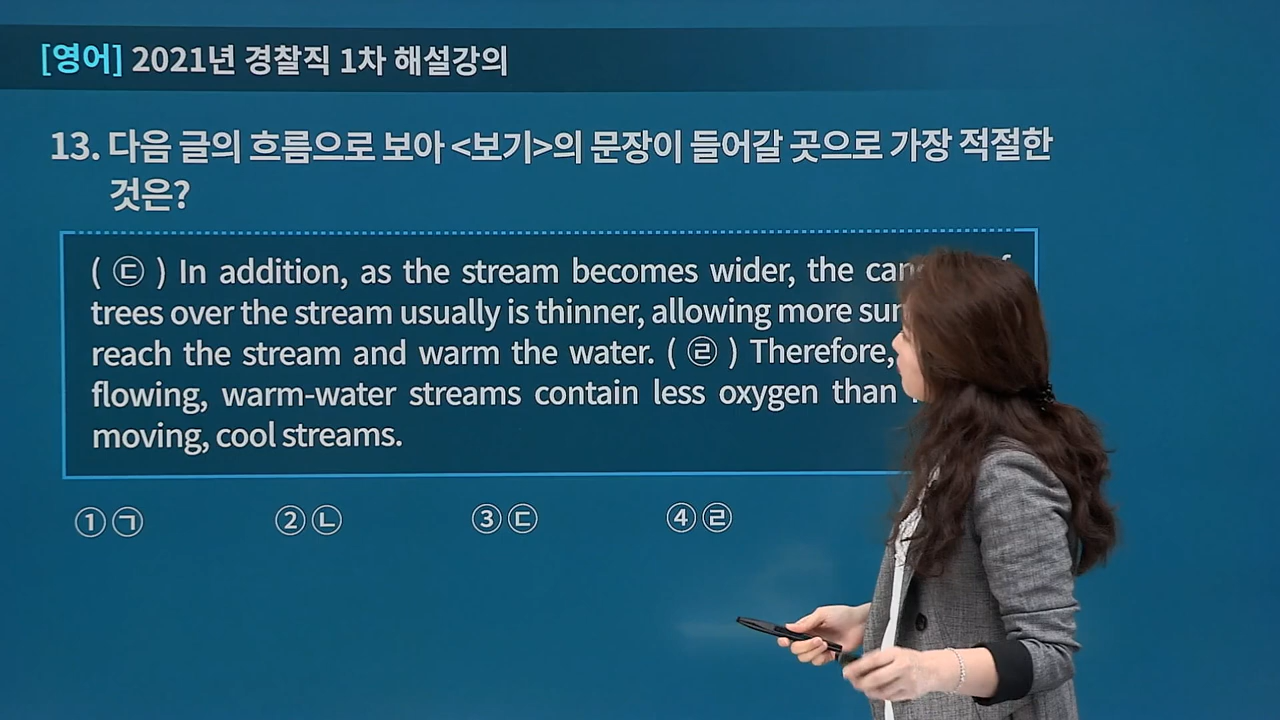 [영어] 2021년 경찰직 1차 해설강의
13. 다음 글의 흐름으로 보아 <보기>의 문장이 들어갈 곳으로 가장 적절한
것은?
( ㉢ ) In addition, as the stream becomes wider, the
trees over the stream usually is thinner, allowing more
reach the stream and warm the water. ( ㉣ ) Therefore,
flowing, warm-water streams contain less oxygen than
moving, cool streams.
① ㉠ ② ㉡ ③ ㉢ ④ ㉣